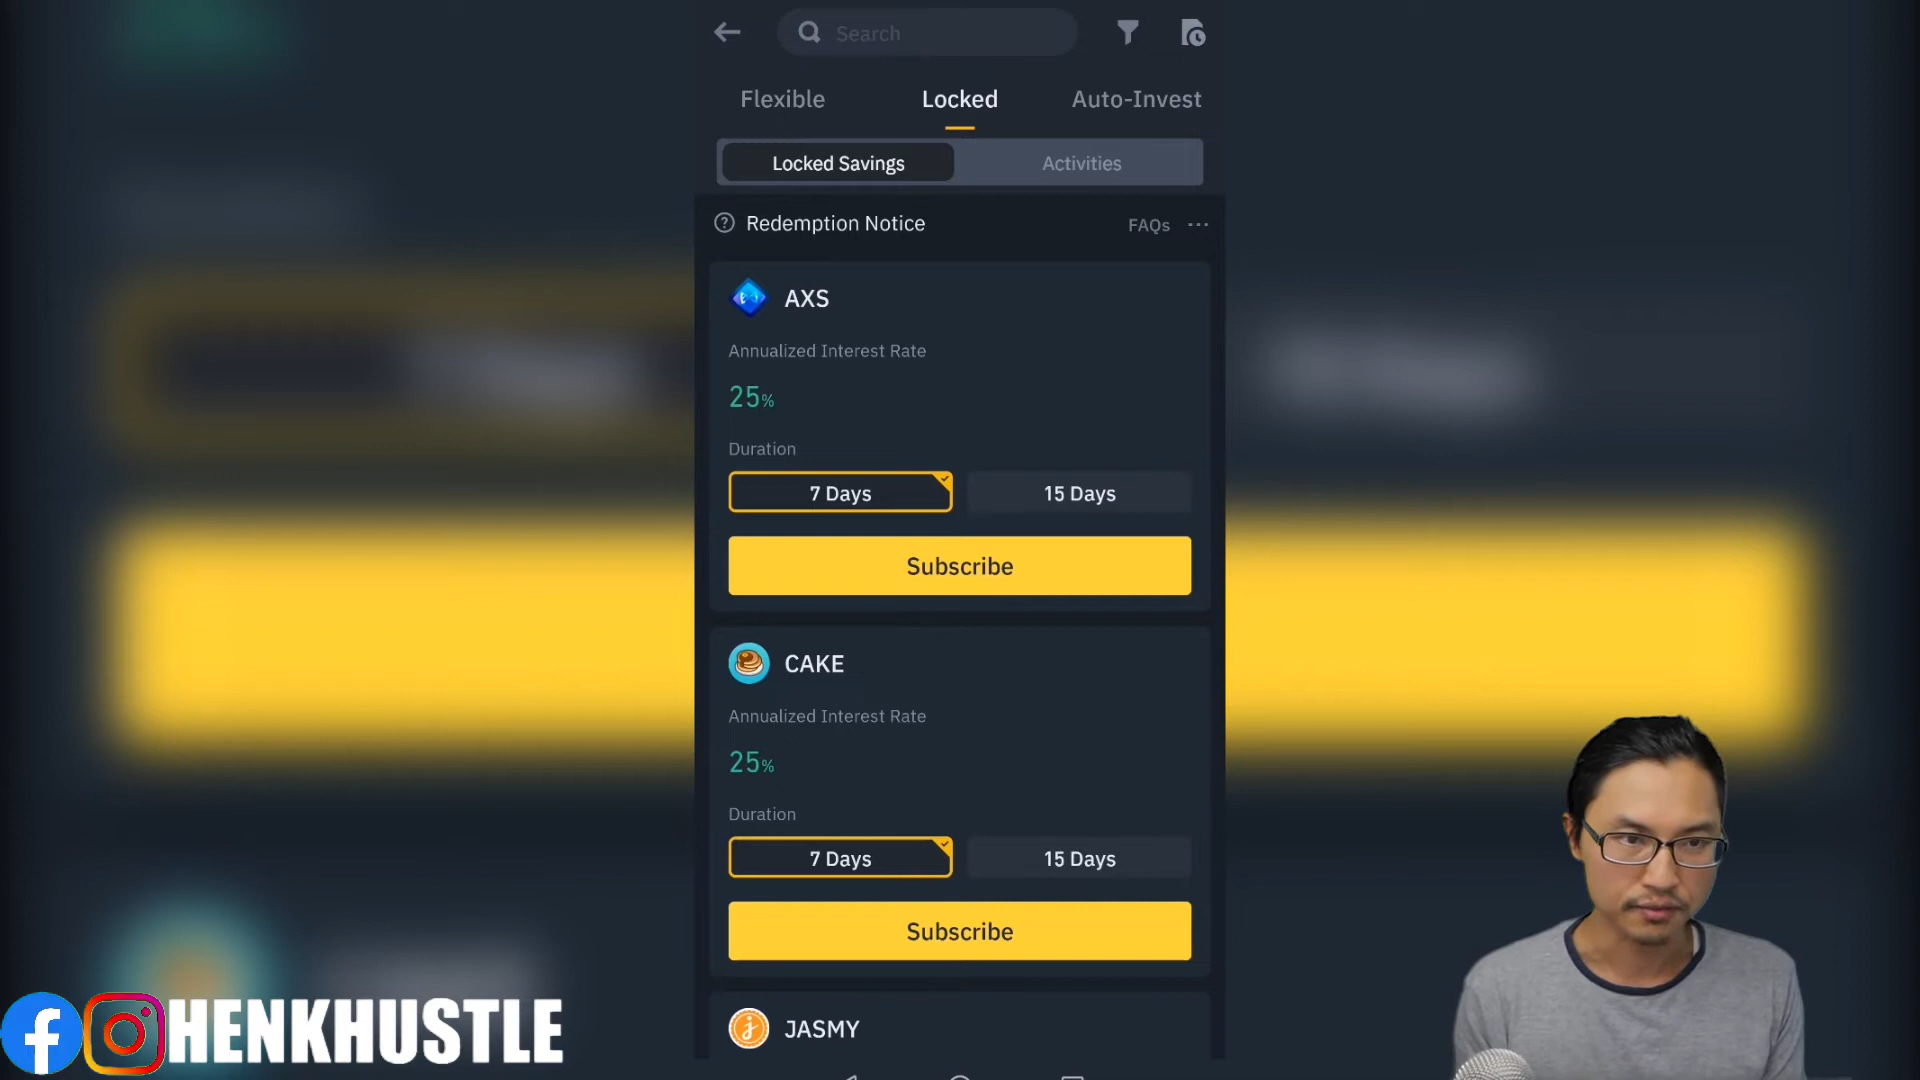 Search
Flexible
Locked
Auto-Invest
Locked Savings
Activities
Redemption Notice
FAQs
AXS
Annualized Interest Rate
25%
Duration
7 Days
15 Days
Subscribe
CAKE
Annualized Interest Rate
25%
Duration
7 Days
15 Days
Subscribe
JASMY
HENKHUSTLE